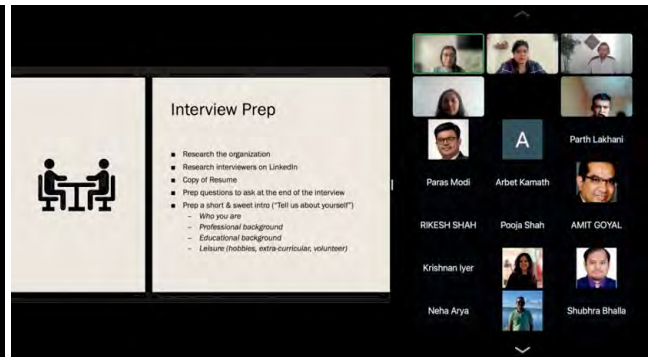 Interview Prep
■ Research the organization
■ Research interviewers on LinkedIn
■ Copy of Resume
■ Prep questions to ask at the end of the interview
■ Prep a short & sweet intro ("Tell us about yourself")
– Who you are
– Professional background
– Educational background
– Leisure (hobbies, extra-curricular, volunteer)
A
Parth Lakhani
Paras Modi
Arbet Kamath
RIKESH SHAH
Pooja Shah
AMIT GOYAL
Krishnan Iyer
Neha Arya
Shubhra Bhalla